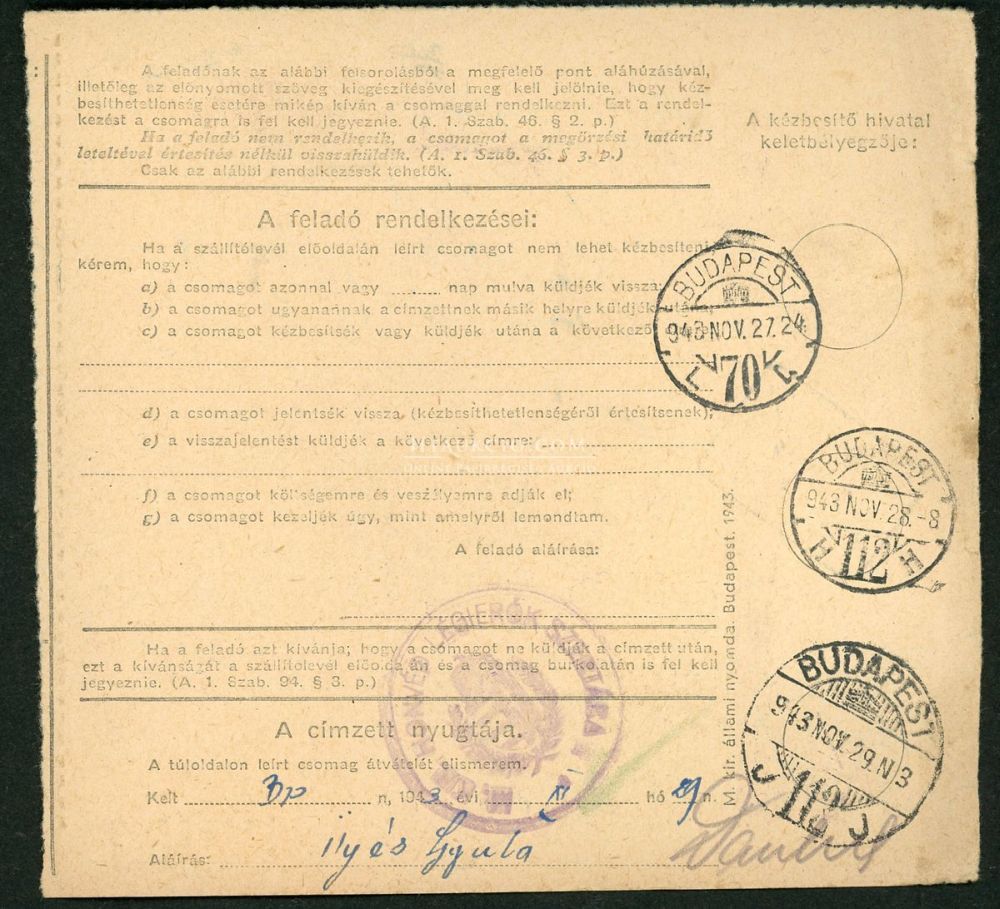 A feladónak az alábbi felsorolásból a megfelelő pont aláhúzásával,
illetőleg az előnyomott szöveg kiegészítésével meg kell jelölnie, hogy kéz-
besíthetetlenség esetére mikép kíván a csomaggal rendelkezni. Ezt a rendel-
kezést a csomagra is fel kell jegyeznie. (A. 1. Szab. 46. § 2. p.)
Ha a feladó nem rendelkezik, a csomagot a megőrzési határidő
leteltével értesítés nélkül visszaküldik. (A. 1. Szab. 46. § 3. p.)
Csak az alábbi rendelkezések tehetők.
A kézbesítő hivatal
keletbélyegzője:
A feladó rendelkezései:
Ha a szállítólevél előoldalán leírt csomagot nem lehet kézbesíteni
kérem, hogy:
a) a csomagot azonnal vagy ........ nap mulva küldjék vissza;
b) a csomagot ugyanannak a címzettnek másik helyre küldjék utána;
c) a csomagot kézbesítsék vagy küldjék utána a következő
d) a csomagot jelentsék vissza (kézbesíthetetlenségéről értesítsenek);
e) a visszajelentést küldjék a következő címre:
f) a csomagot költségemre és veszélyemre adják el;
g) a csomagot kezeljék úgy, mint amelyről lemondtam.
A feladó aláírása:
Ha a feladó azt kívánja, hogy a csomagot ne küldjék a címzett után,
ezt a kívánságát a szállítólevél előoldalán és a csomag burkolatán is fel kell
jegyeznie. (A. 1. Szab. 94. § 3. p.)
A címzett nyugtája.
A túloldalon leírt csomag átvételét elismerem.
Kelt Bp n, 1943 évi XI hó 29 n.
Aláírás: Ilyés Gyula
M. kir. állami nyomda. Budapest. 1943.
BUDAPEST
943 NOV. 27. 24
70
BUDAPEST
943 NOV. 28. -8
H 112 H
BUDAPEST
943 NOV. 29. N 3
J 112 J
HONVÉD LÉGIERŐK